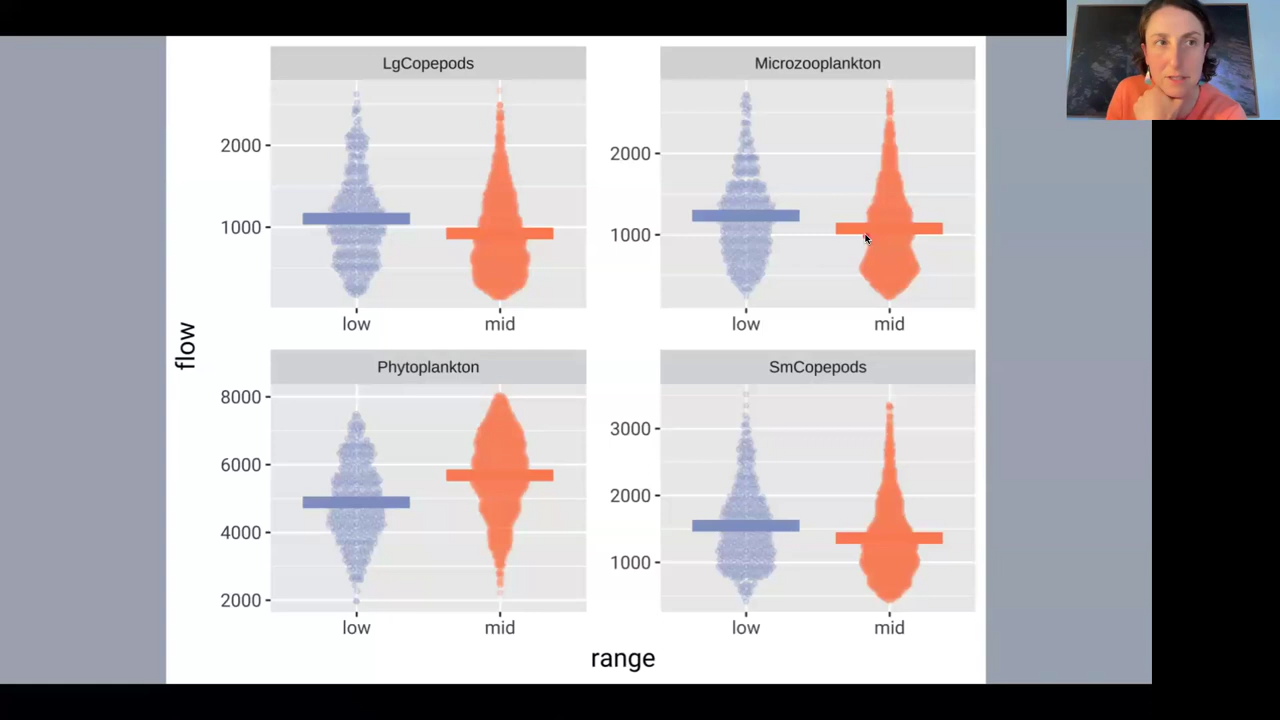 LgCopepods
Microzooplankton
2000
1000
2000
1000
low
mid
low
mid
flow
Phytoplankton
SmCopepods
8000
6000
4000
2000
3000
2000
1000
low
mid
low
mid
range